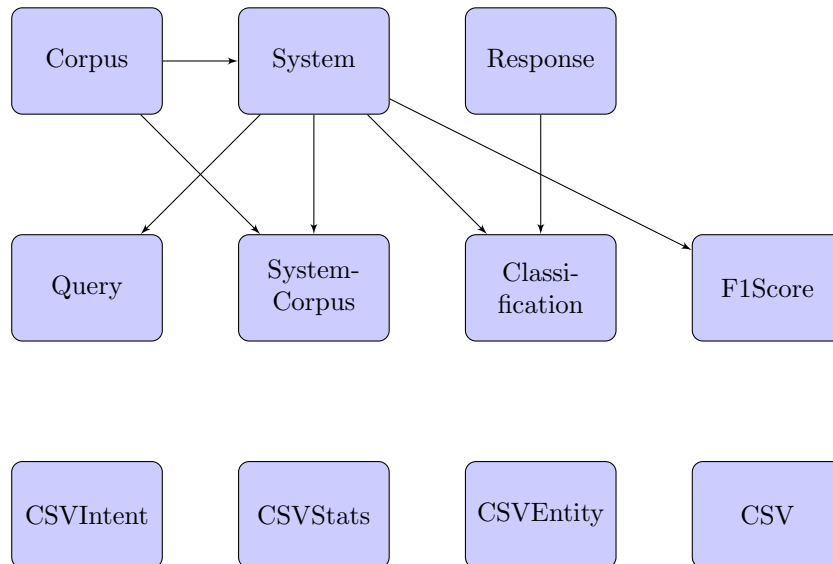 Corpus
System
Response
Query
System-
Corpus
Classi-
fication
F1Score
CSVIntent
CSVStats
CSVEntity
CSV